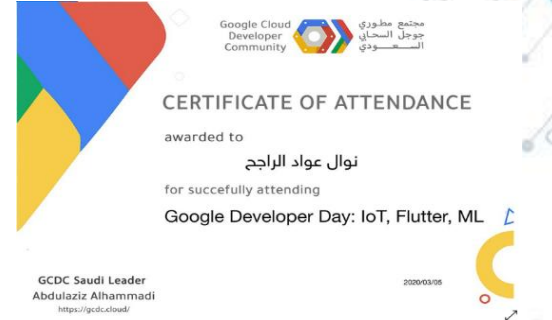 Google Cloud
Developer
Community
مجتمع مطوري
جوجل السحابي
الســعــودي
CERTIFICATE OF ATTENDANCE
awarded to
نوال عواد الراجح
for succefully attending
Google Developer Day: IoT, Flutter, ML
GCDC Saudi Leader
Abdulaziz Alhammadi
https://gcdc.cloud/
2020/03/05